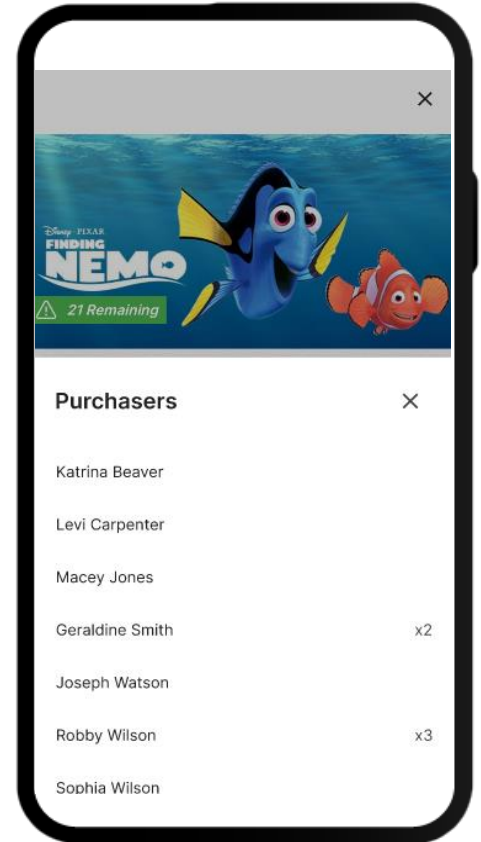 Disney · PIXAR
FINDING
NEMO
21 Remaining
Purchasers
Katrina Beaver
Levi Carpenter
Macey Jones
Geraldine Smith x2
Joseph Watson
Robby Wilson x3
Sophia Wilson